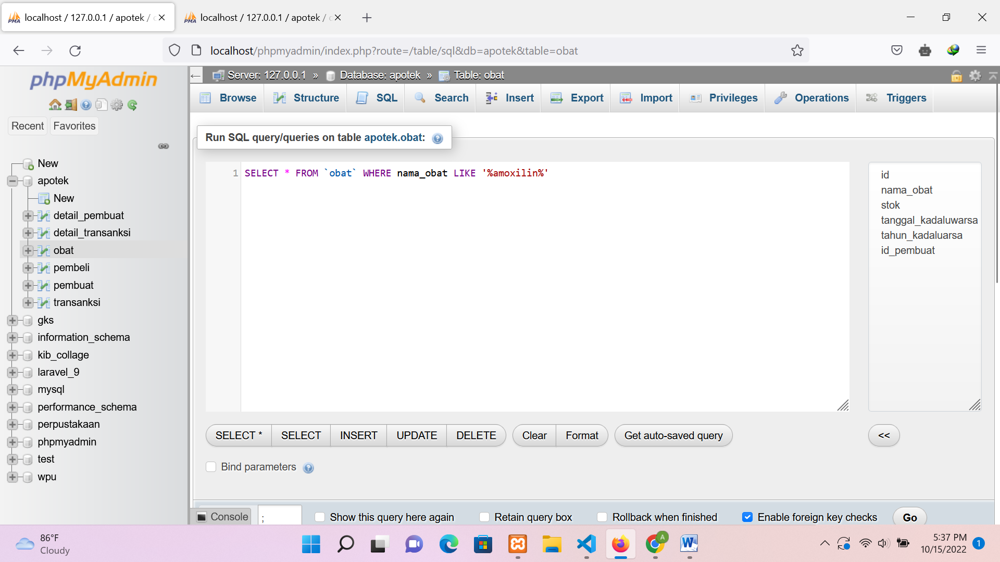 localhost / 127.0.0.1 / apotek /
localhost / 127.0.0.1 / apotek /
localhost/phpmyadmin/index.php?route=/table/sql&db=apotek&table=obat
phpMyAdmin
Recent Favorites
New
apotek
New
detail_pembuat
detail_transanksi
obat
pembeli
pembuat
transanksi
gks
information_schema
kib_collage
laravel_9
mysql
performance_schema
perpustakaan
phpmyadmin
test
wpu
Server: 127.0.0.1 » Database: apotek » Table: obat
Browse Structure SQL Search Insert Export Import Privileges Operations Triggers
Run SQL query/queries on table apotek.obat:
1 SELECT * FROM `obat` WHERE nama_obat LIKE '%amoxilin%'
id
nama_obat
stok
tanggal_kadaluwarsa
tahun_kadaluarsa
id_pembuat
SELECT * SELECT INSERT UPDATE DELETE Clear Format Get auto-saved query <<
Bind parameters
Console ; Show this query here again Retain query box Rollback when finished Enable foreign key checks Go
86°F
Cloudy
A
5:37 PM
10/15/2022
1